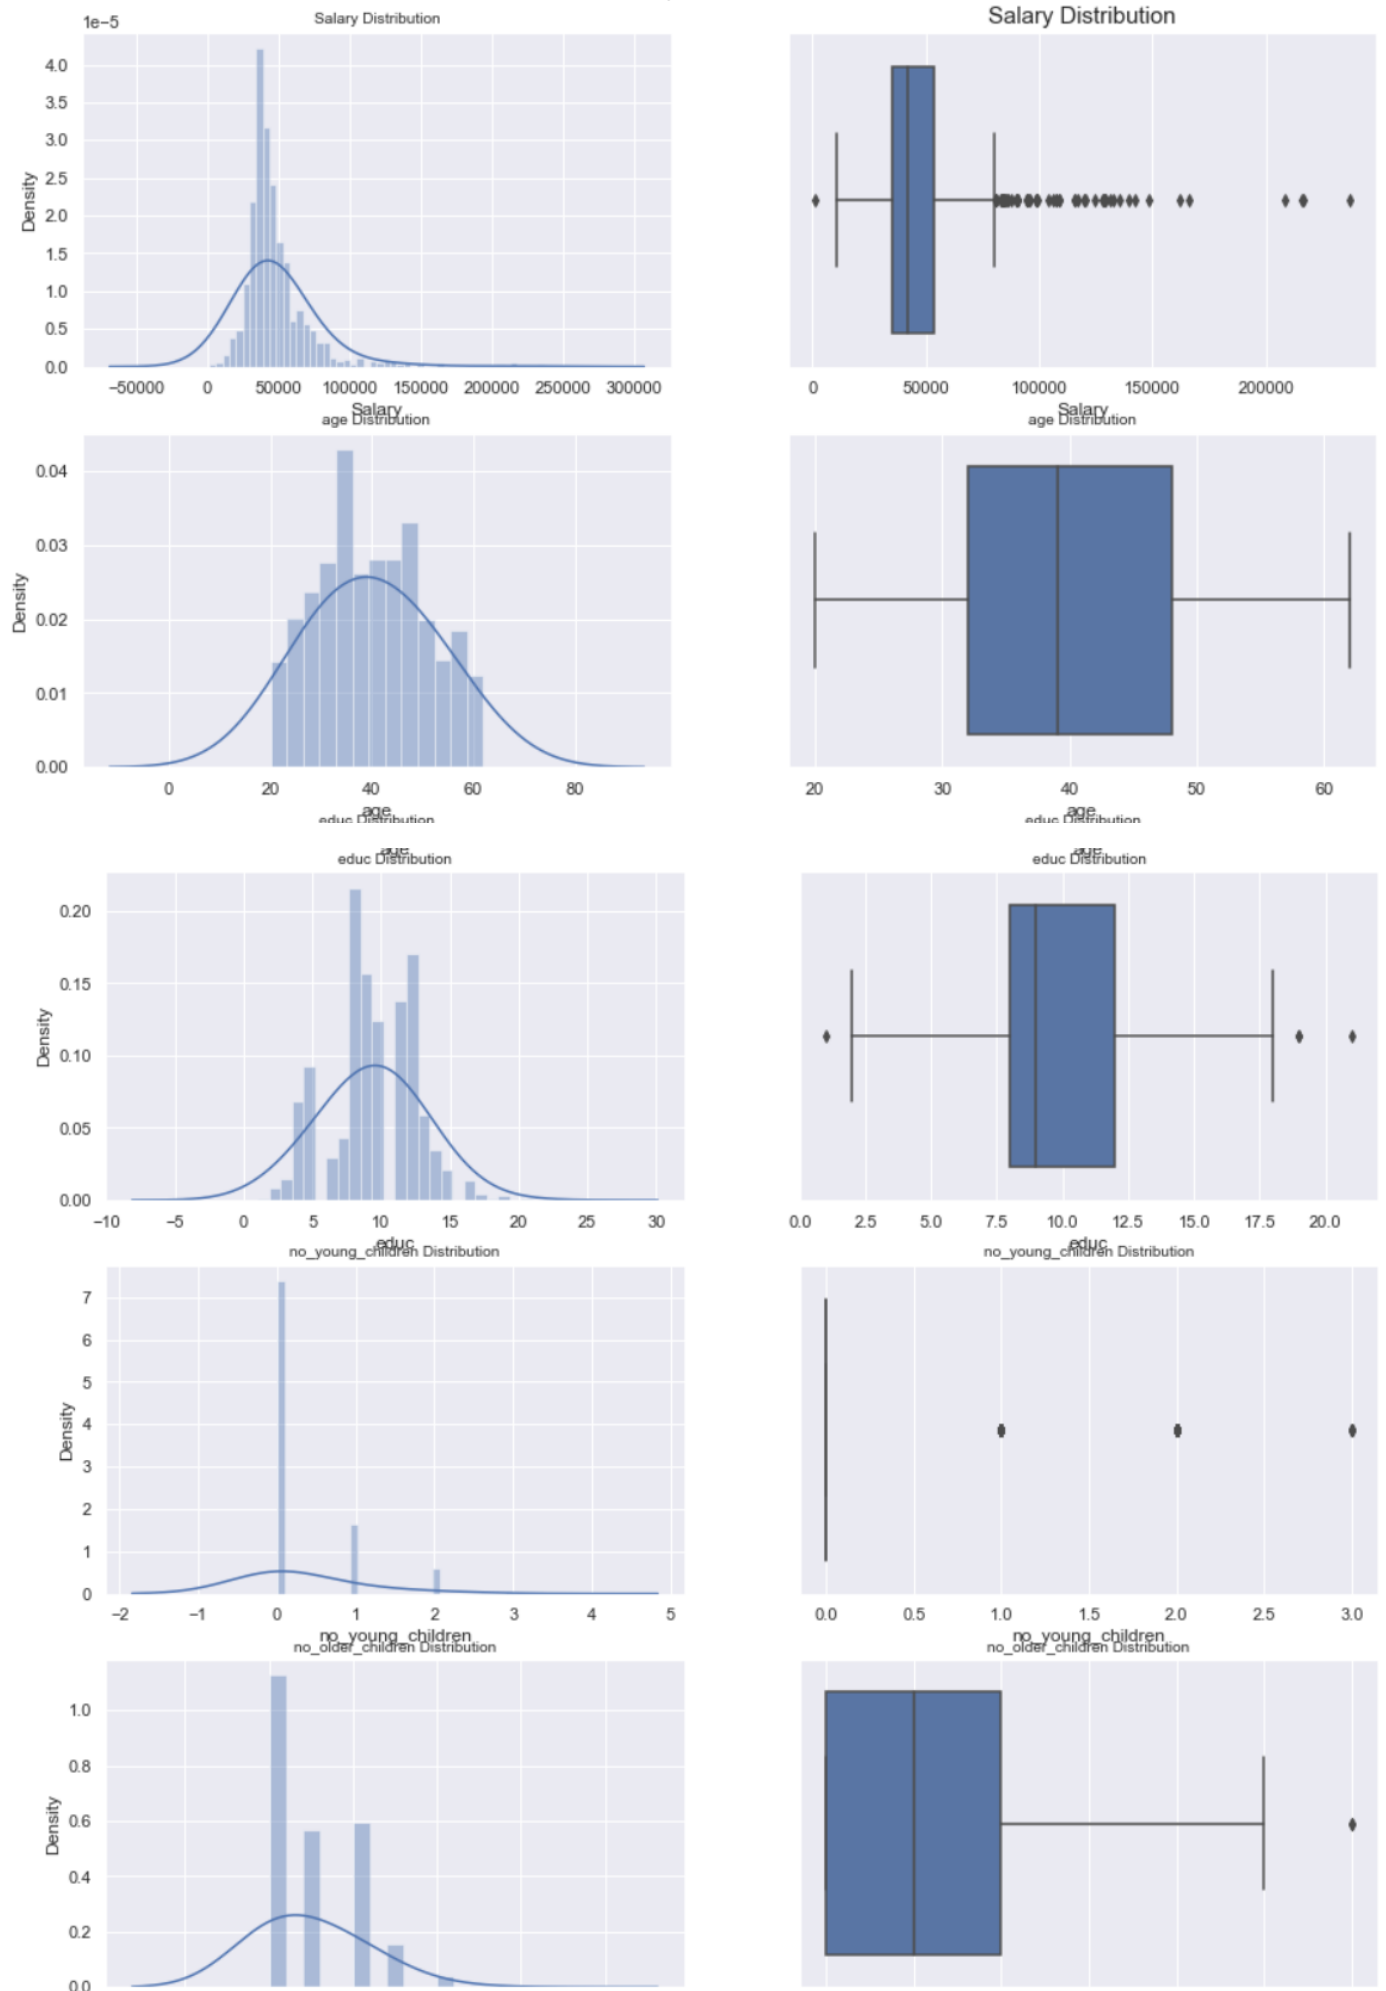 Salary Distribution
Salary Distribution
1e−5
4.0
3.5
3.0
2.5
2.0
1.5
1.0
0.5
0.0
Density
−50000 0 50000 100000 150000 200000 250000 300000
0 50000 100000 150000 200000
Salary
Salary
age Distribution
age Distribution
0.04
0.03
0.02
0.01
0.00
Density
0 20 40 60 80
20 30 40 50 60
age
age
educ Distribution
educ Distribution
age
age
educ Distribution
educ Distribution
0.20
0.15
0.10
0.05
0.00
Density
−10 −5 0 5 10 15 20 25 30
0.0 2.5 5.0 7.5 10.0 12.5 15.0 17.5 20.0
educ
educ
no_young_children Distribution
no_young_children Distribution
7
6
5
4
3
2
1
0
Density
−2 −1 0 1 2 3 4 5
0.0 0.5 1.0 1.5 2.0 2.5 3.0
no_young_children
no_young_children
no_older_children Distribution
no_older_children Distribution
1.0
0.8
0.6
0.4
0.2
0.0
Density